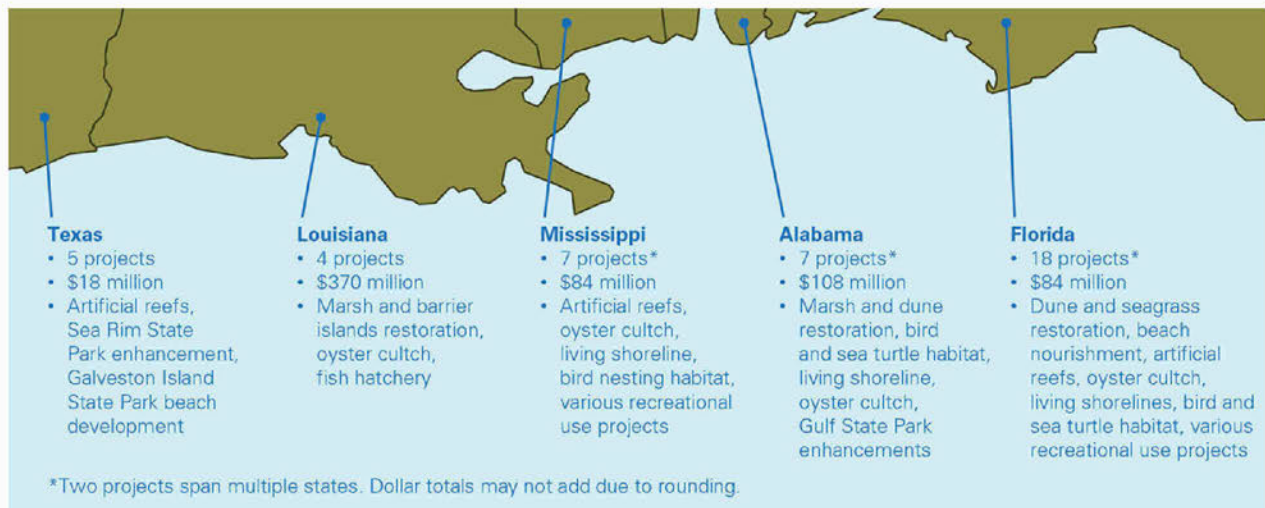 Texas
• 5 projects
• $18 million
• Artificial reefs,
Sea Rim State
Park enhancement,
Galveston Island
State Park beach
development
Louisiana
• 4 projects
• $370 million
• Marsh and barrier
islands restoration,
oyster cultch,
fish hatchery
Mississippi
• 7 projects*
• $84 million
• Artificial reefs,
oyster cultch,
living shoreline,
bird nesting habitat,
various recreational
use projects
Alabama
• 7 projects*
• $108 million
• Marsh and dune
restoration, bird
and sea turtle habitat,
living shoreline,
oyster cultch,
Gulf State Park
enhancements
Florida
• 18 projects*
• $84 million
• Dune and seagrass
restoration, beach
nourishment, artificial
reefs, oyster cultch,
living shorelines, bird and
sea turtle habitat, various
recreational use projects
*Two projects span multiple states. Dollar totals may not add due to rounding.